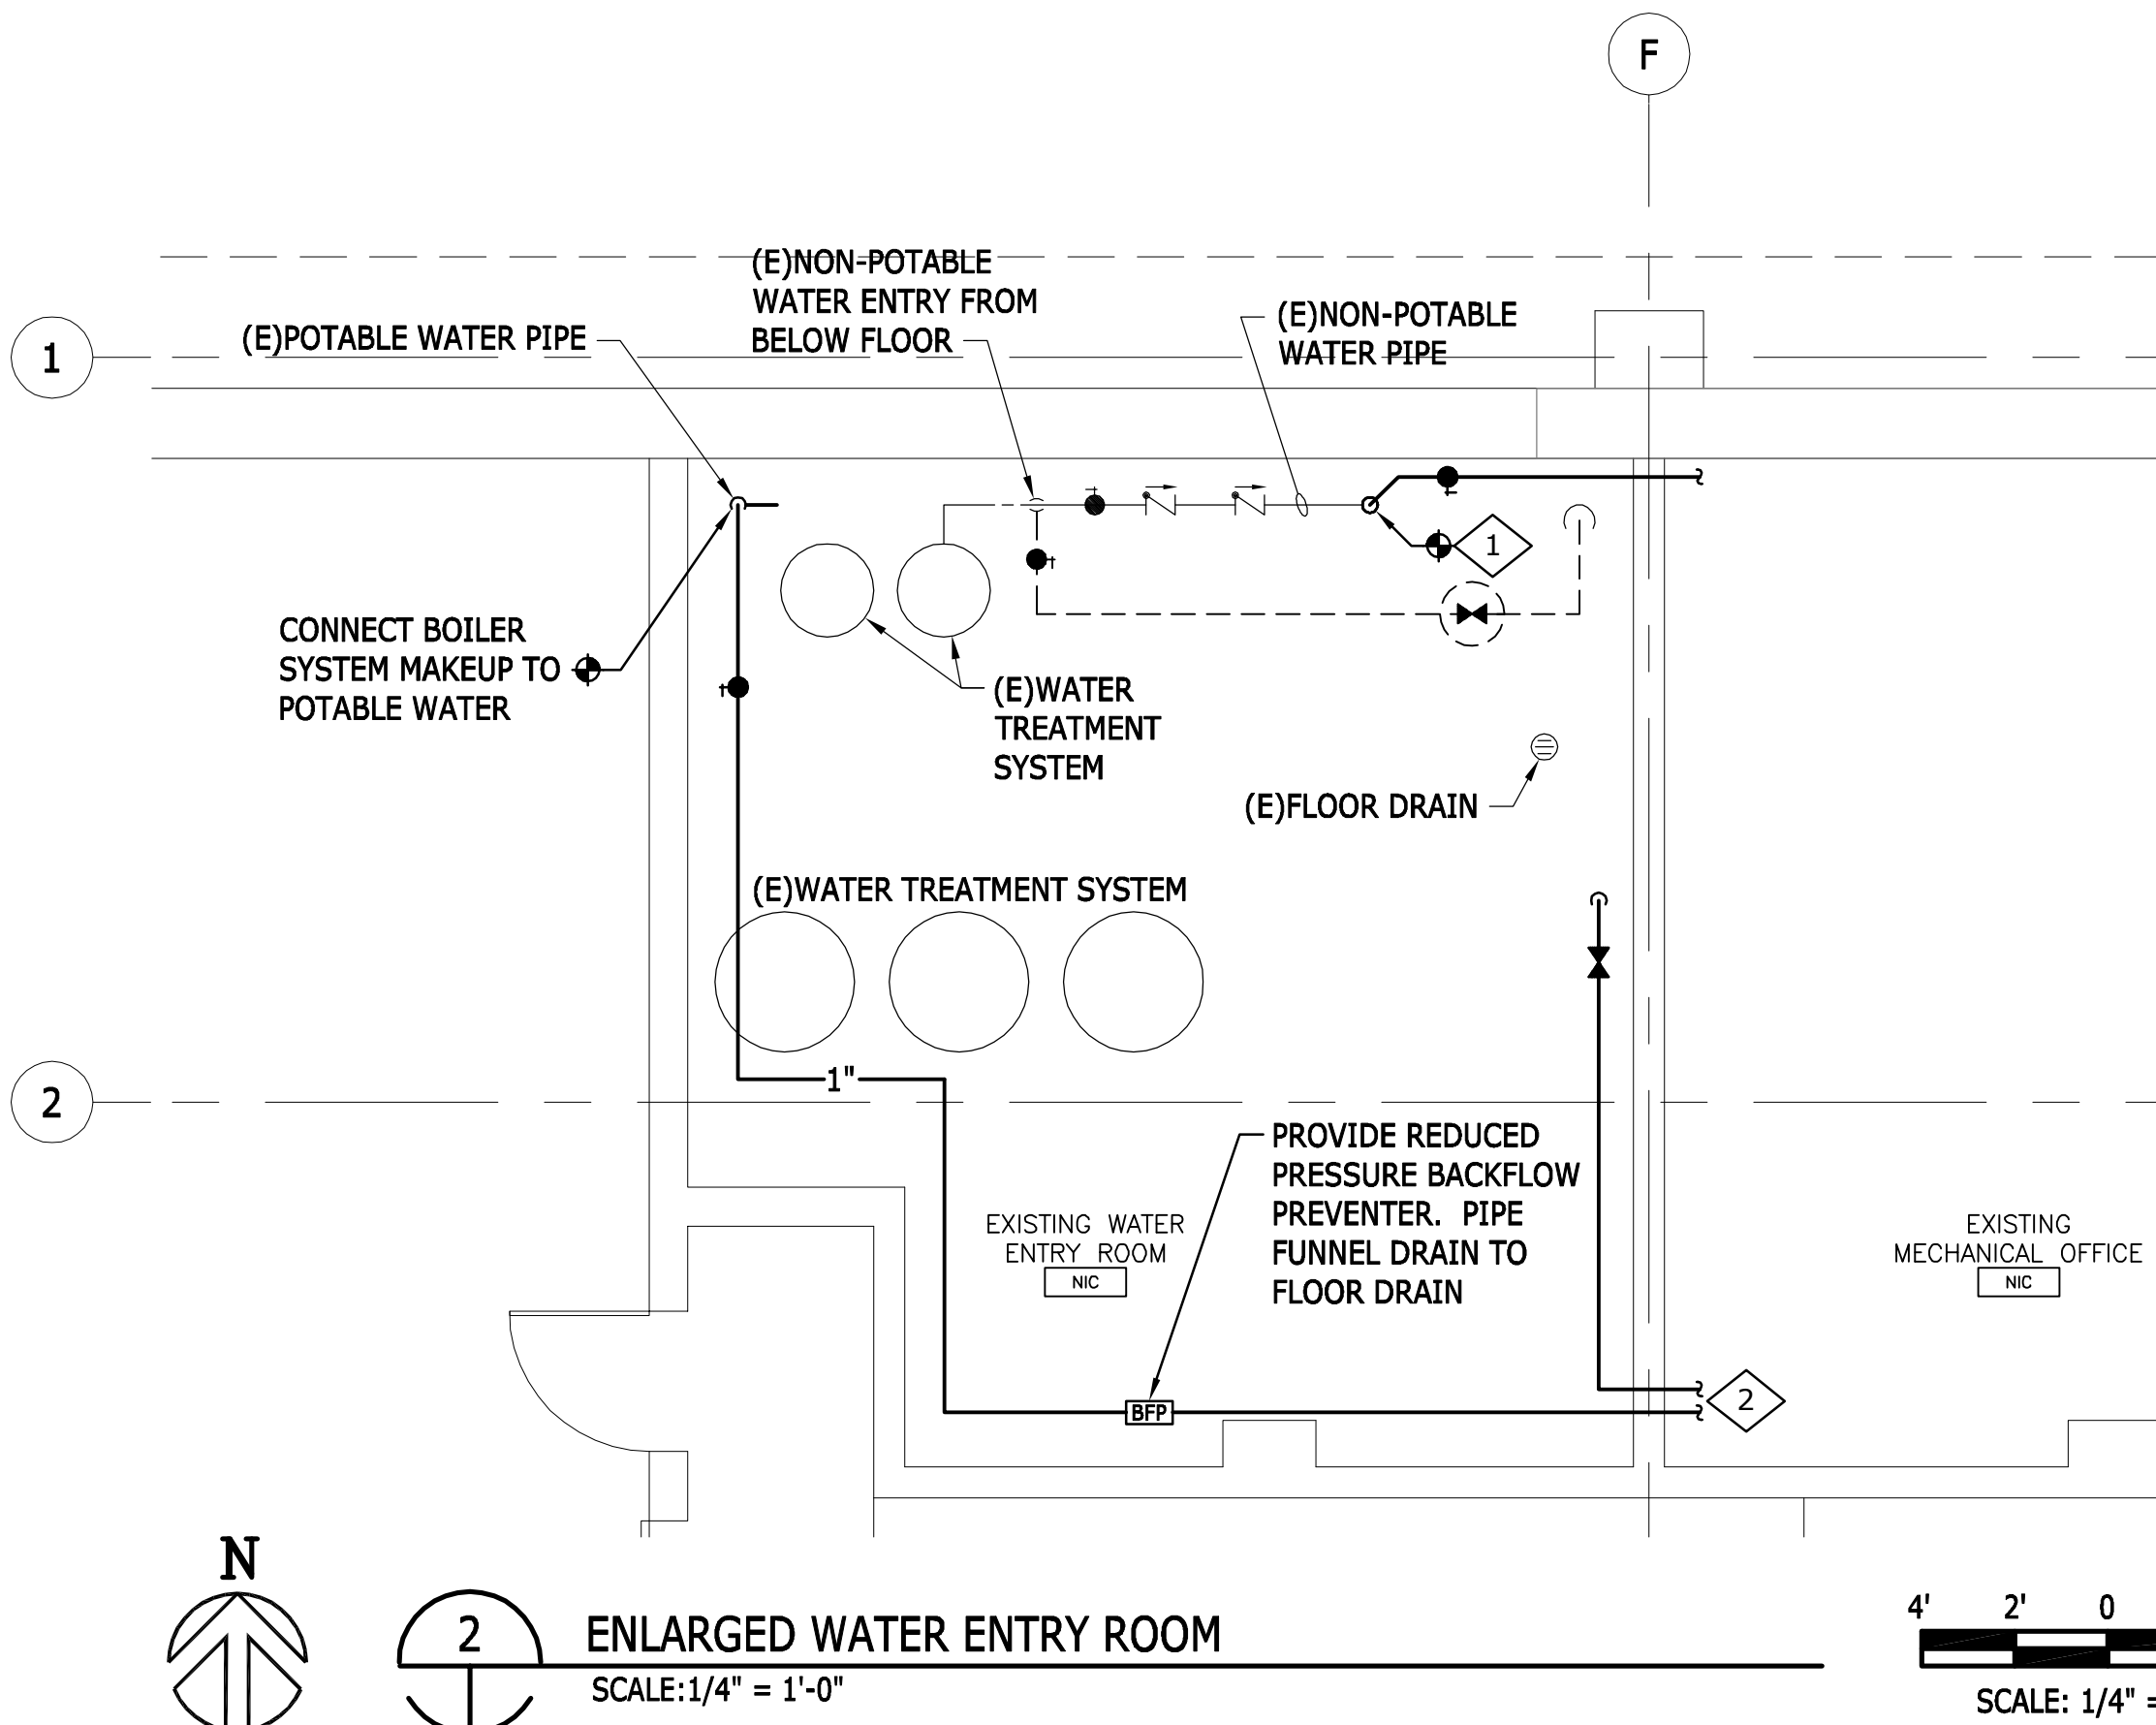 F
(E)NON-POTABLE
WATER ENTRY FROM
BELOW FLOOR
(E)NON-POTABLE
WATER PIPE
(E)POTABLE WATER PIPE
1
1
CONNECT BOILER
SYSTEM MAKEUP TO
POTABLE WATER
(E)WATER
TREATMENT
SYSTEM
(E)FLOOR DRAIN
(E)WATER TREATMENT SYSTEM
1"
2
PROVIDE REDUCED
PRESSURE BACKFLOW
PREVENTER. PIPE
FUNNEL DRAIN TO
FLOOR DRAIN
EXISTING WATER
ENTRY ROOM
NIC
EXISTING
MECHANICAL OFFICE
NIC
BFP
2
N
2
ENLARGED WATER ENTRY ROOM
SCALE:1/4" = 1'-0"
4' 2' 0
SCALE: 1/4" =